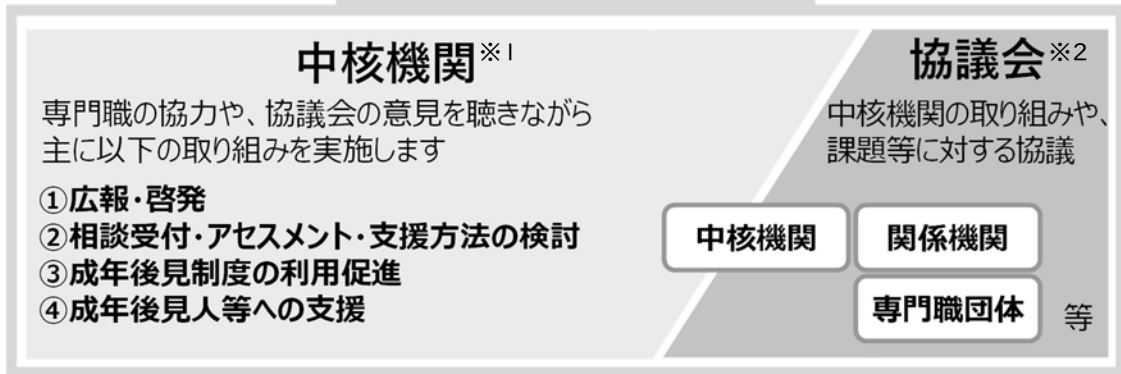 中核機関※1
専門職の協力や、協議会の意見を聴きながら
主に以下の取り組みを実施します
①広報・啓発
②相談受付・アセスメント・支援方法の検討
③成年後見制度の利用促進
④成年後見人等への支援
協議会※2
中核機関の取り組みや、
課題等に対する協議
中核機関
関係機関
専門職団体
等